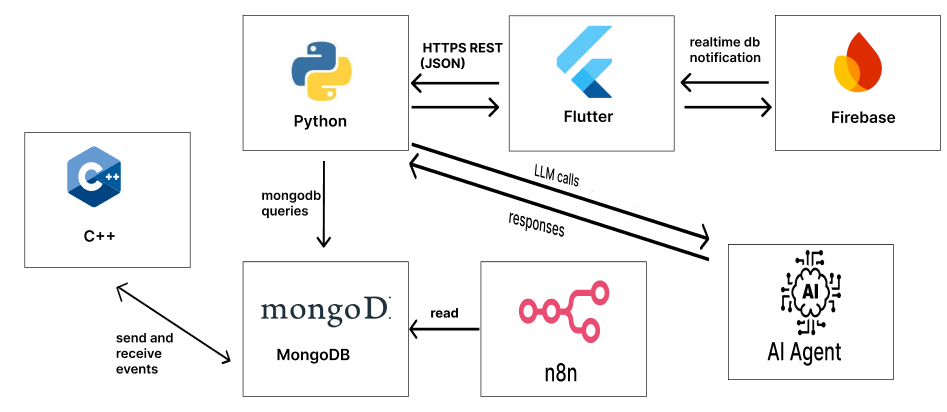 HTTPS REST
(JSON)
realtime db
notification
Python
Flutter
Firebase
C++
C++
LLM calls
responses
mongodb
queries
mongoD
MongoDB
read
n8n
AI
AI Agent
send and
receive
events